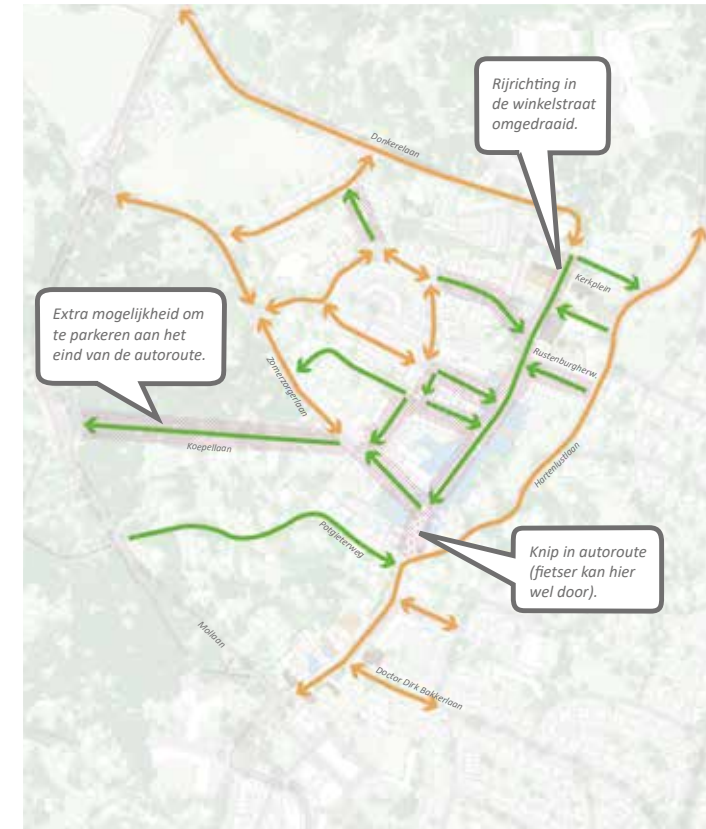 Rijrichting in
de winkelstraat
omgedraaid.
Donkerelaan
Kerkplein
Extra mogelijkheid om
te parkeren aan het
eind van de autoroute.
Rustenburgherw.
Zomerzorgerlaan
Koepellaan
Hartenlustlaan
Potgieterweg
Knip in autoroute
(fietser kan hier
wel door).
Mollaan
Doctor Dirk Bakkerlaan